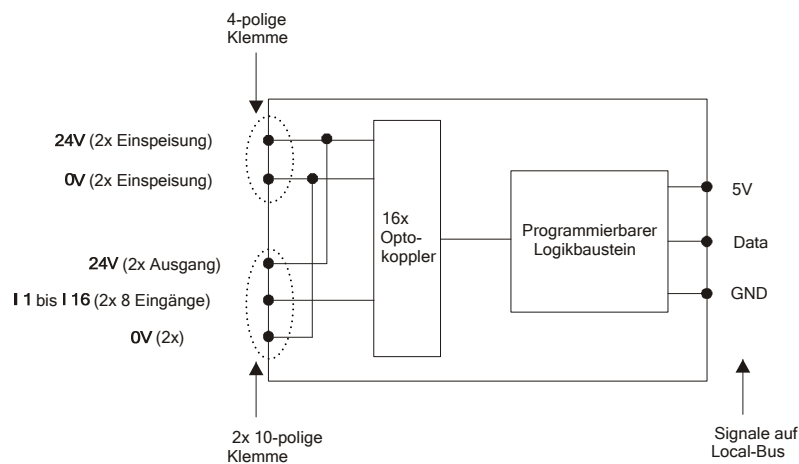 4-polige
Klemme
24V (2x Einspeisung)
0V (2x Einspeisung)
24V (2x Ausgang)
I 1 bis I 16 (2x 8 Eingänge)
0V (2x)
16x
Opto-
koppler
Programmierbarer
Logikbaustein
5V
Data
GND
2x 10-polige
Klemme
Signale auf
Local-Bus